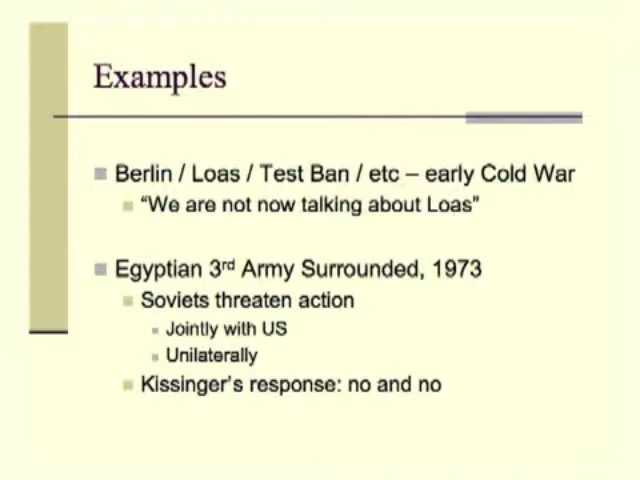 Examples
Berlin / Loas / Test Ban / etc – early Cold War
“We are not now talking about Loas”
Egyptian 3rd Army Surrounded, 1973
Soviets threaten action
Jointly with US
Unilaterally
Kissinger’s response: no and no